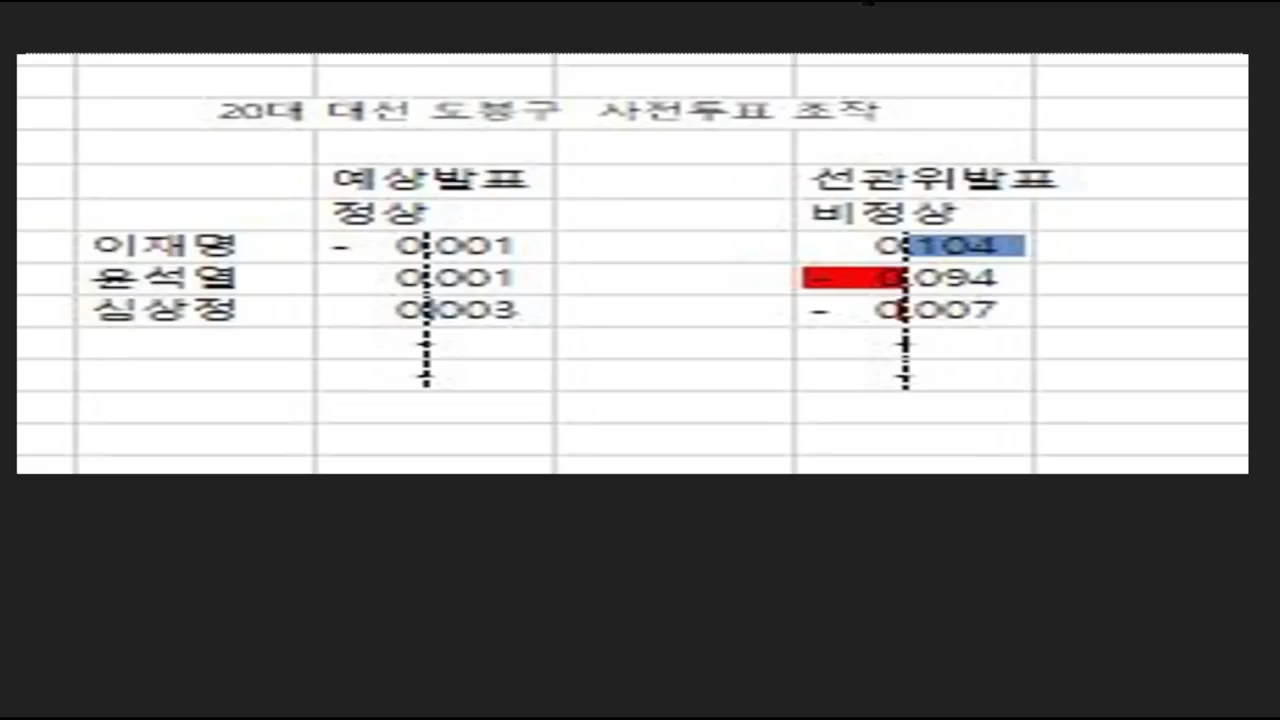 20대 대선 도봉구 사전투표 조작
예상발표 선관위발표
정상 비정상
이재명 - 0.001 0.104
윤석열 0.001 - 0.094
심상정 0.003 - 0.007